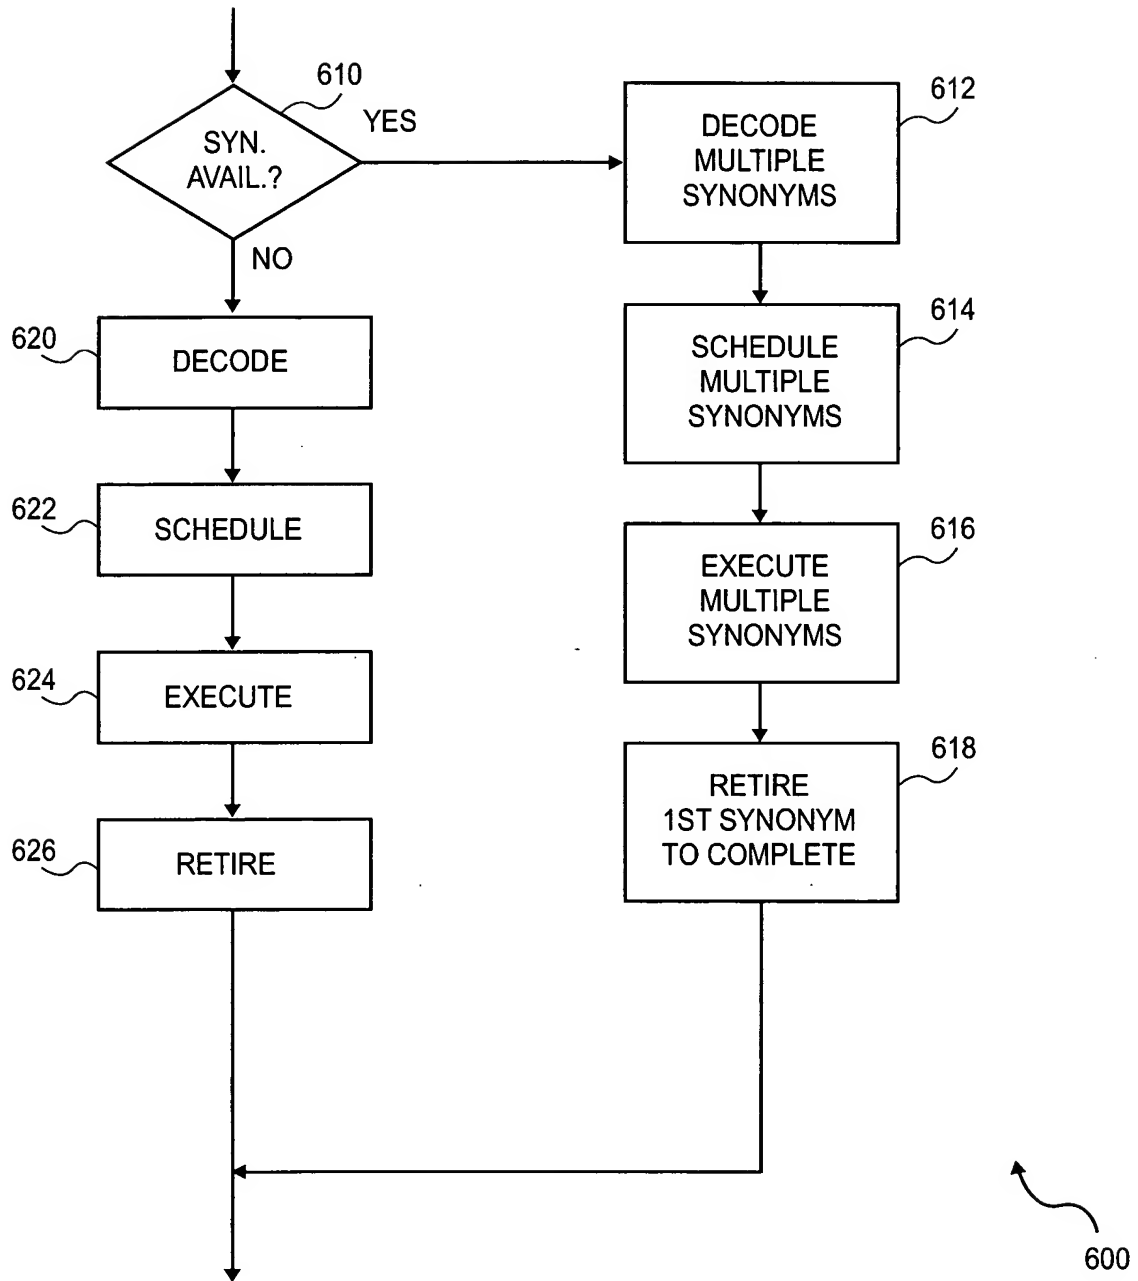 610
SYN.
AVAIL.?
YES
NO
612
DECODE
MULTIPLE
SYNONYMS
614
SCHEDULE
MULTIPLE
SYNONYMS
616
EXECUTE
MULTIPLE
SYNONYMS
618
RETIRE
1ST SYNONYM
TO COMPLETE
620
DECODE
622
SCHEDULE
624
EXECUTE
626
RETIRE
600